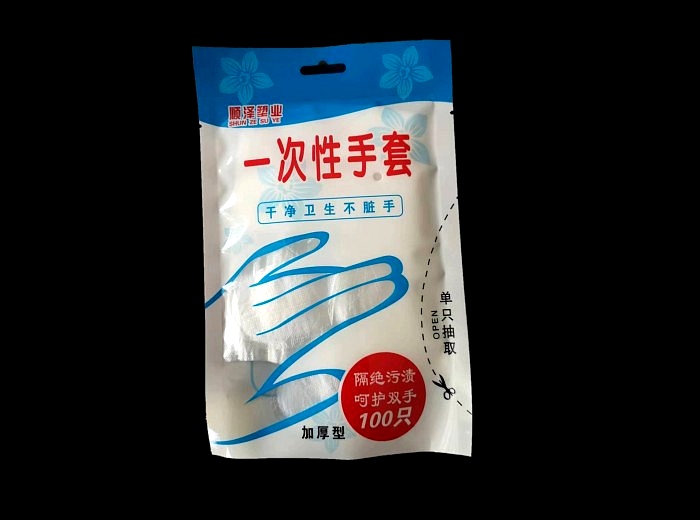 顺泽塑业
SHUN ZE SU YE
一次性手套
干净卫生不脏手
单只抽取
OPEN
隔绝污渍
呵护双手
100只
加厚型